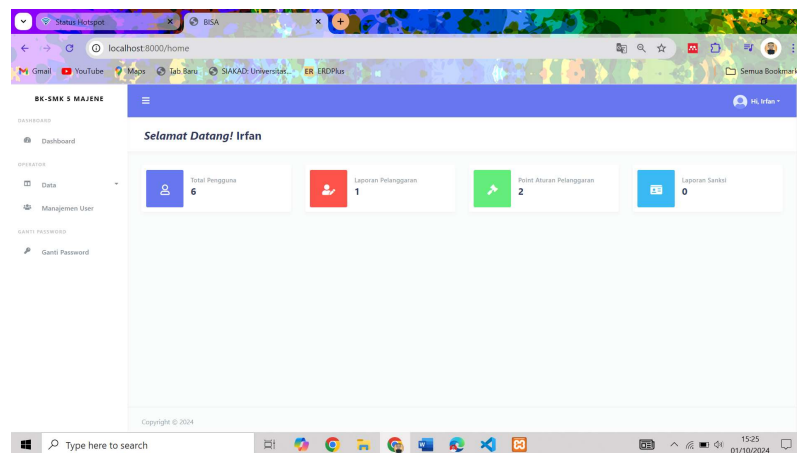 Status Hotspot
BISA
localhost:8000/home
Gmail YouTube Maps Tab Baru SIAKAD: Universitas... ER ERDPlus Semua Bookmark
BK-SMK 5 MAJENE
Hi, Irfan
DASHBOARD
Dashboard
OPERATOR
Data
Manajemen User
GANTI PASSWORD
Ganti Password
Selamat Datang! Irfan
Total Pengguna
6
Laporan Pelanggaran
1
Point Aturan Pelanggaran
2
Laporan Sanksi
0
Copyright © 2024
Type here to search
15:25
01/10/2024